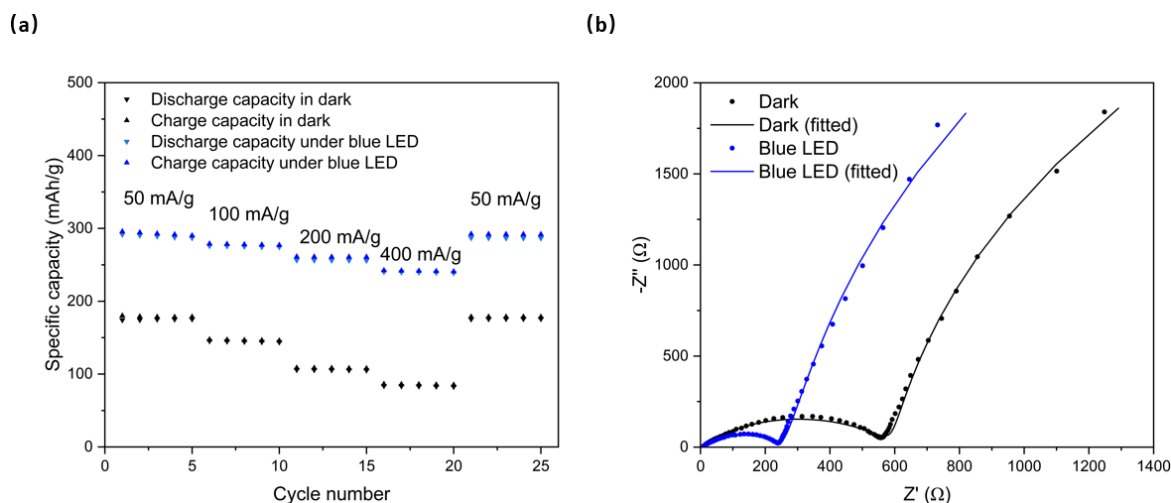 (a)
500
400
300
200
100
0
Specific capacity (mAh/g)
Discharge capacity in dark
Charge capacity in dark
Discharge capacity under blue LED
Charge capacity under blue LED
50 mA/g
100 mA/g
200 mA/g
400 mA/g
50 mA/g
0 5 10 15 20 25
Cycle number
(b)
2000
1500
1000
500
0
-Z" (Ω)
Dark
Dark (fitted)
Blue LED
Blue LED (fitted)
0 200 400 600 800 1000 1200 1400
Z' (Ω)